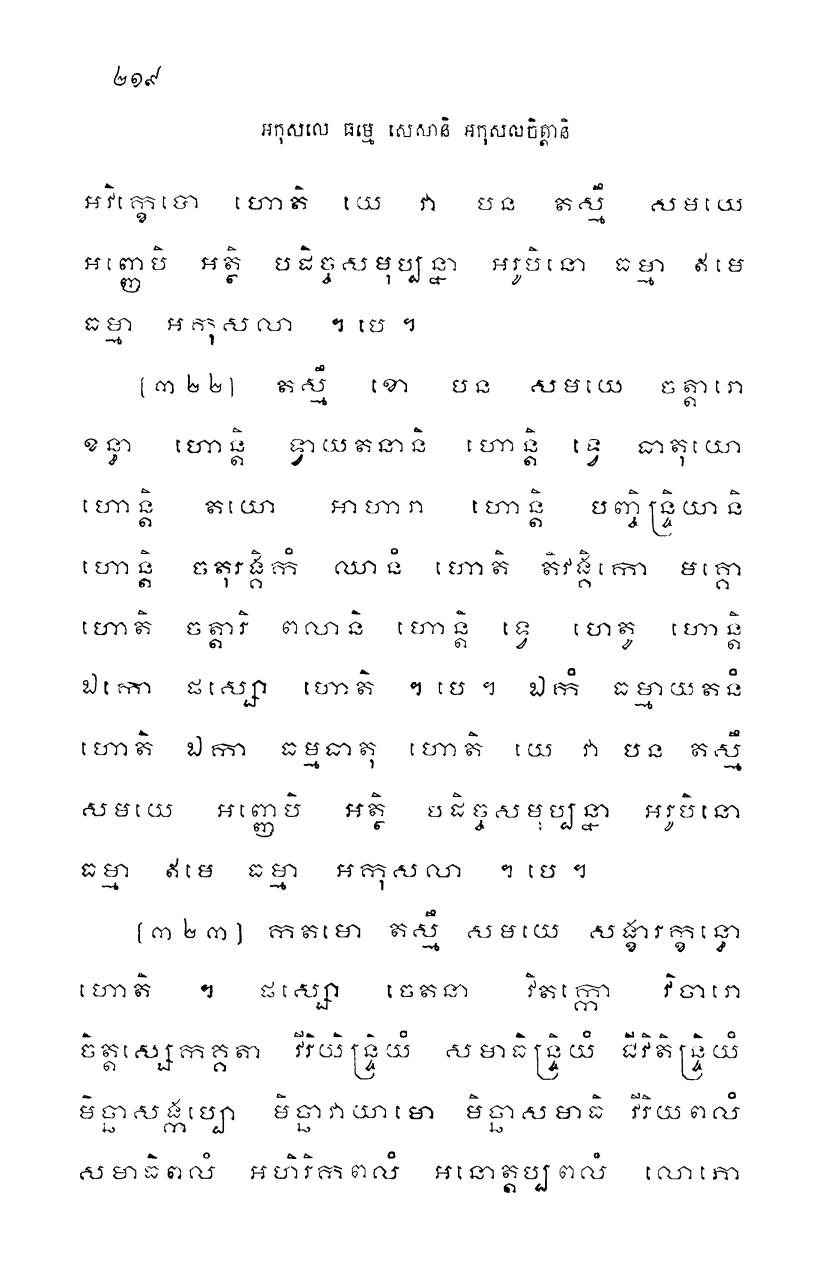 ២១៩
អកុសលេ ធម្មេ សេសានិ អកុសលចិត្តានិ
អវិក្ខេបោ ហោតិ យេ វា បន តស្មឹ សមយេ
អញ្ញេបិ អត្ថិ បដិច្ចសមុប្បន្នា អរូបិនោ ធម្មា ឥមេ
ធម្មា អកុសលា ។ បេ ។
[៣២២] តស្មឹ ខោ បន សមយេ ចត្តារោ
ខន្ធា ហោន្តិ ទ្វាយតនានិ ហោន្តិ ទ្វេ ធាតុយោ
ហោន្តិ តយោ អាហារា ហោន្តិ បញ្ចិន្ទ្រិយានិ
ហោន្តិ ចតុរង្គិកំ ឈានំ ហោតិ តិវង្គិកោ មគ្គោ
ហោតិ ចត្តារិ ពលានិ ហោន្តិ ទ្វេ ហេតូ ហោន្តិ
ឯកោ ផស្សោ ហោតិ ។ បេ ។ ឯកំ ធម្មាយតនំ
ហោតិ ឯកា ធម្មធាតុ ហោតិ យេ វា បន តស្មឹ
សមយេ អញ្ញេបិ អត្ថិ បដិច្ចសមុប្បន្នា អរូបិនោ
ធម្មា ឥមេ ធម្មា អកុសលា ។ បេ ។
[៣២៣] កតមោ តស្មឹ សមយេ សង្ខារក្ខន្ធោ
ហោតិ ។ ផស្សោ ចេតនា វិតក្កោ វិចារោ
ចិត្តស្សេកគ្គតា វីរិយិន្ទ្រិយំ សមាធិន្ទ្រិយំ ជីវិតិន្ទ្រិយំ
មិច្ឆាសង្កប្បោ មិច្ឆាវាយាមោ មិច្ឆាសមាធិ វីរិយពលំ
សមាធិពលំ អហិរិកពលំ អនោត្តប្បពលំ លោភោ